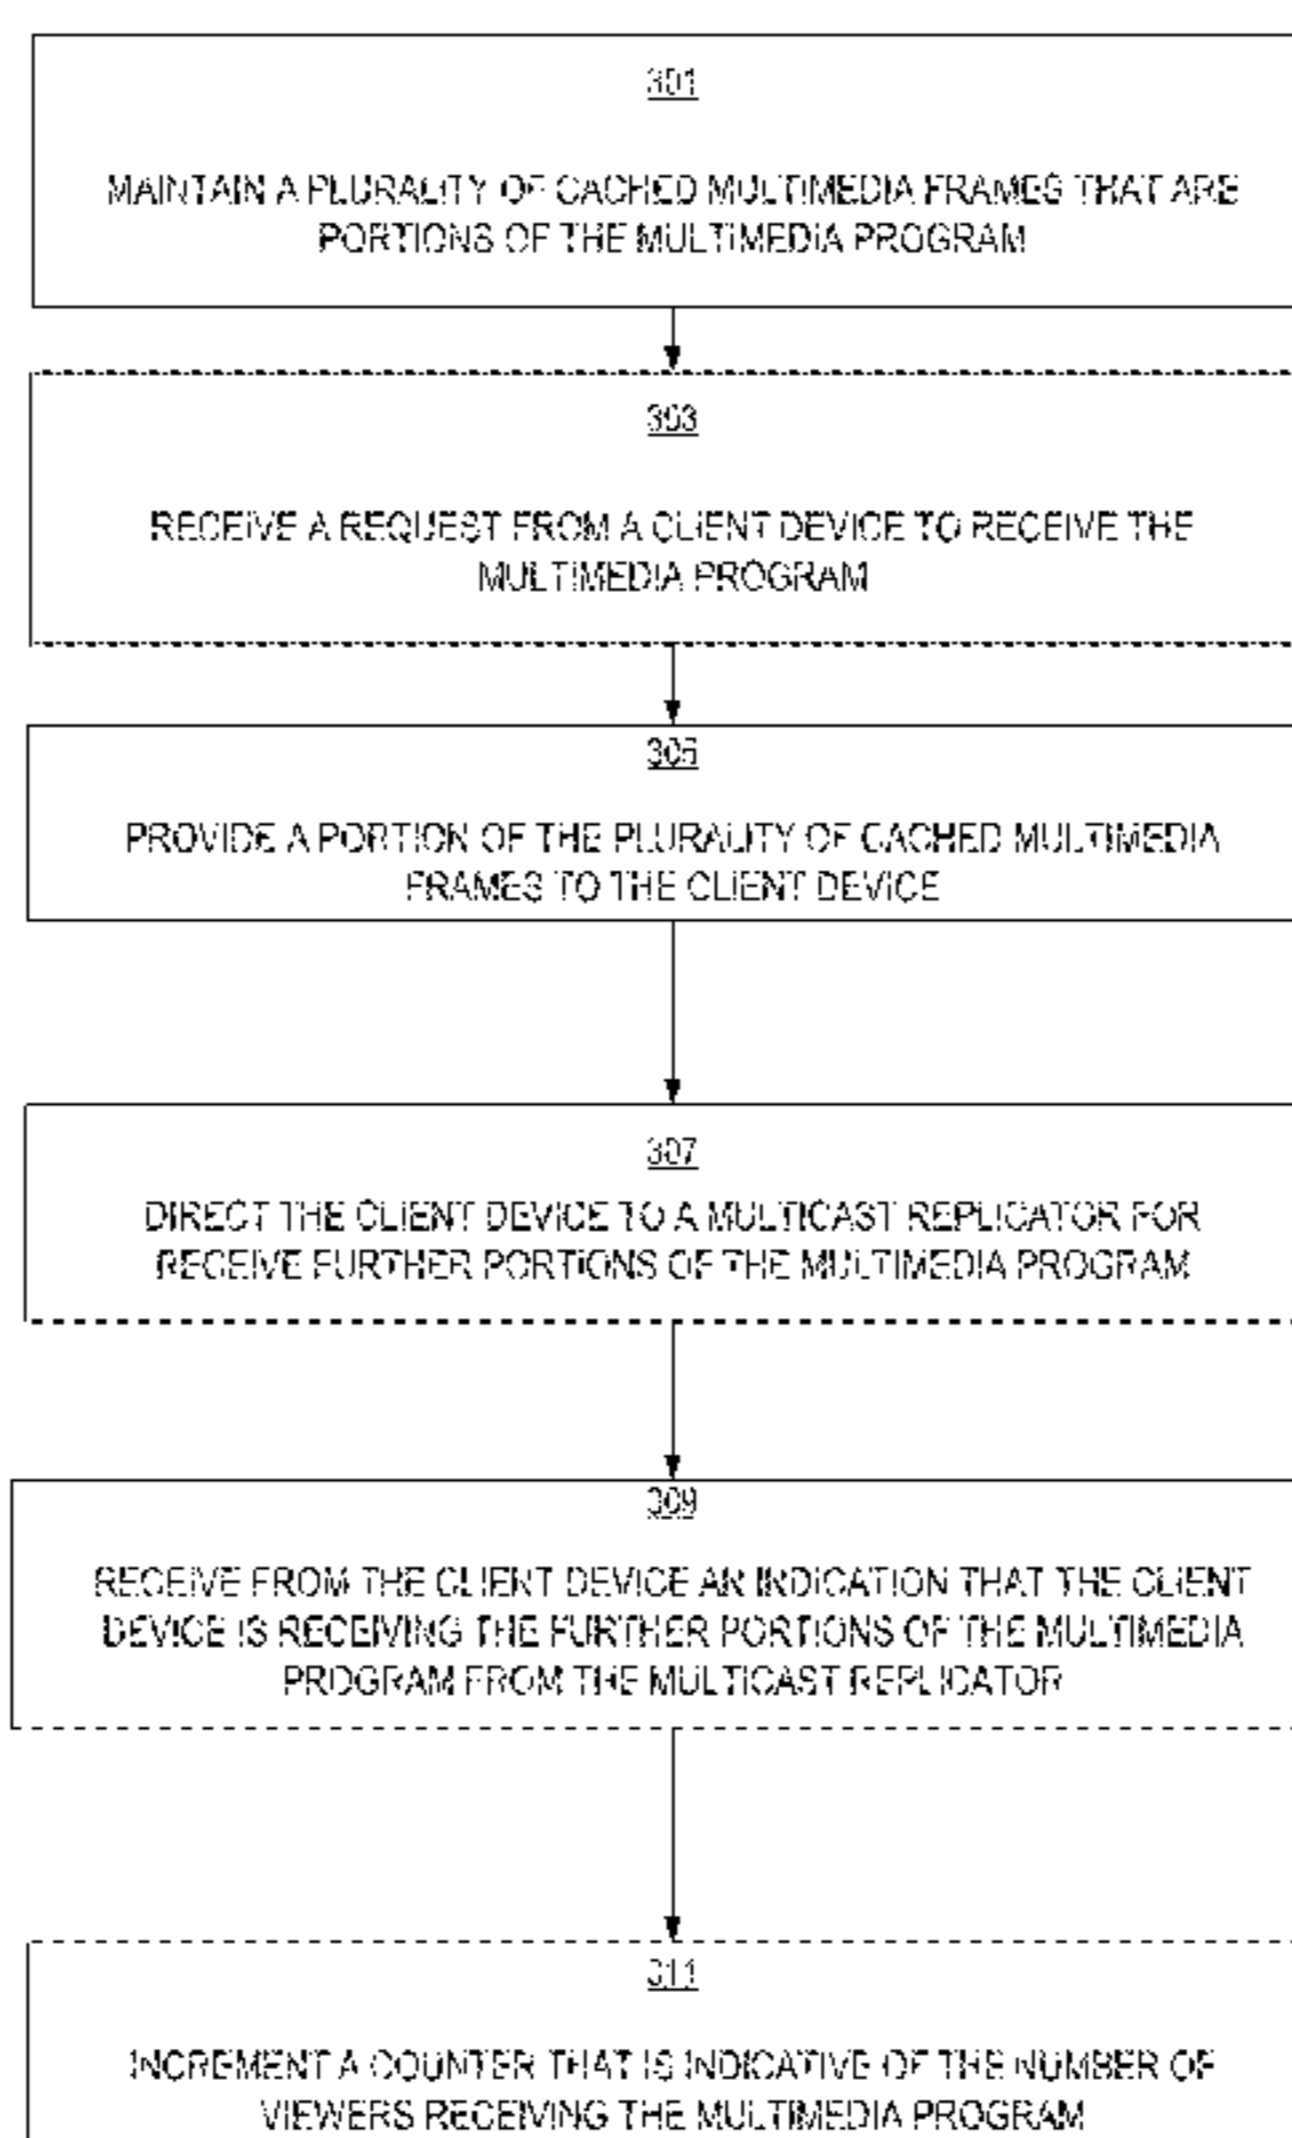 301
MAINTAIN A PLURALITY OF CACHED MULTIMEDIA FRAMES THAT ARE
PORTIONS OF THE MULTIMEDIA PROGRAM
303
RECEIVE A REQUEST FROM A CLIENT DEVICE TO RECEIVE THE
MULTIMEDIA PROGRAM
305
PROVIDE A PORTION OF THE PLURALITY OF CACHED MULTIMEDIA
FRAMES TO THE CLIENT DEVICE
307
DIRECT THE CLIENT DEVICE TO A MULTICAST REPLICATOR FOR
RECEIVE FURTHER PORTIONS OF THE MULTIMEDIA PROGRAM
309
RECEIVE FROM THE CLIENT DEVICE AN INDICATION THAT THE CLIENT
DEVICE IS RECEIVING THE FURTHER PORTIONS OF THE MULTIMEDIA
PROGRAM FROM THE MULTICAST REPLICATOR
311
INCREMENT A COUNTER THAT IS INDICATIVE OF THE NUMBER OF
VIEWERS RECEIVING THE MULTIMEDIA PROGRAM